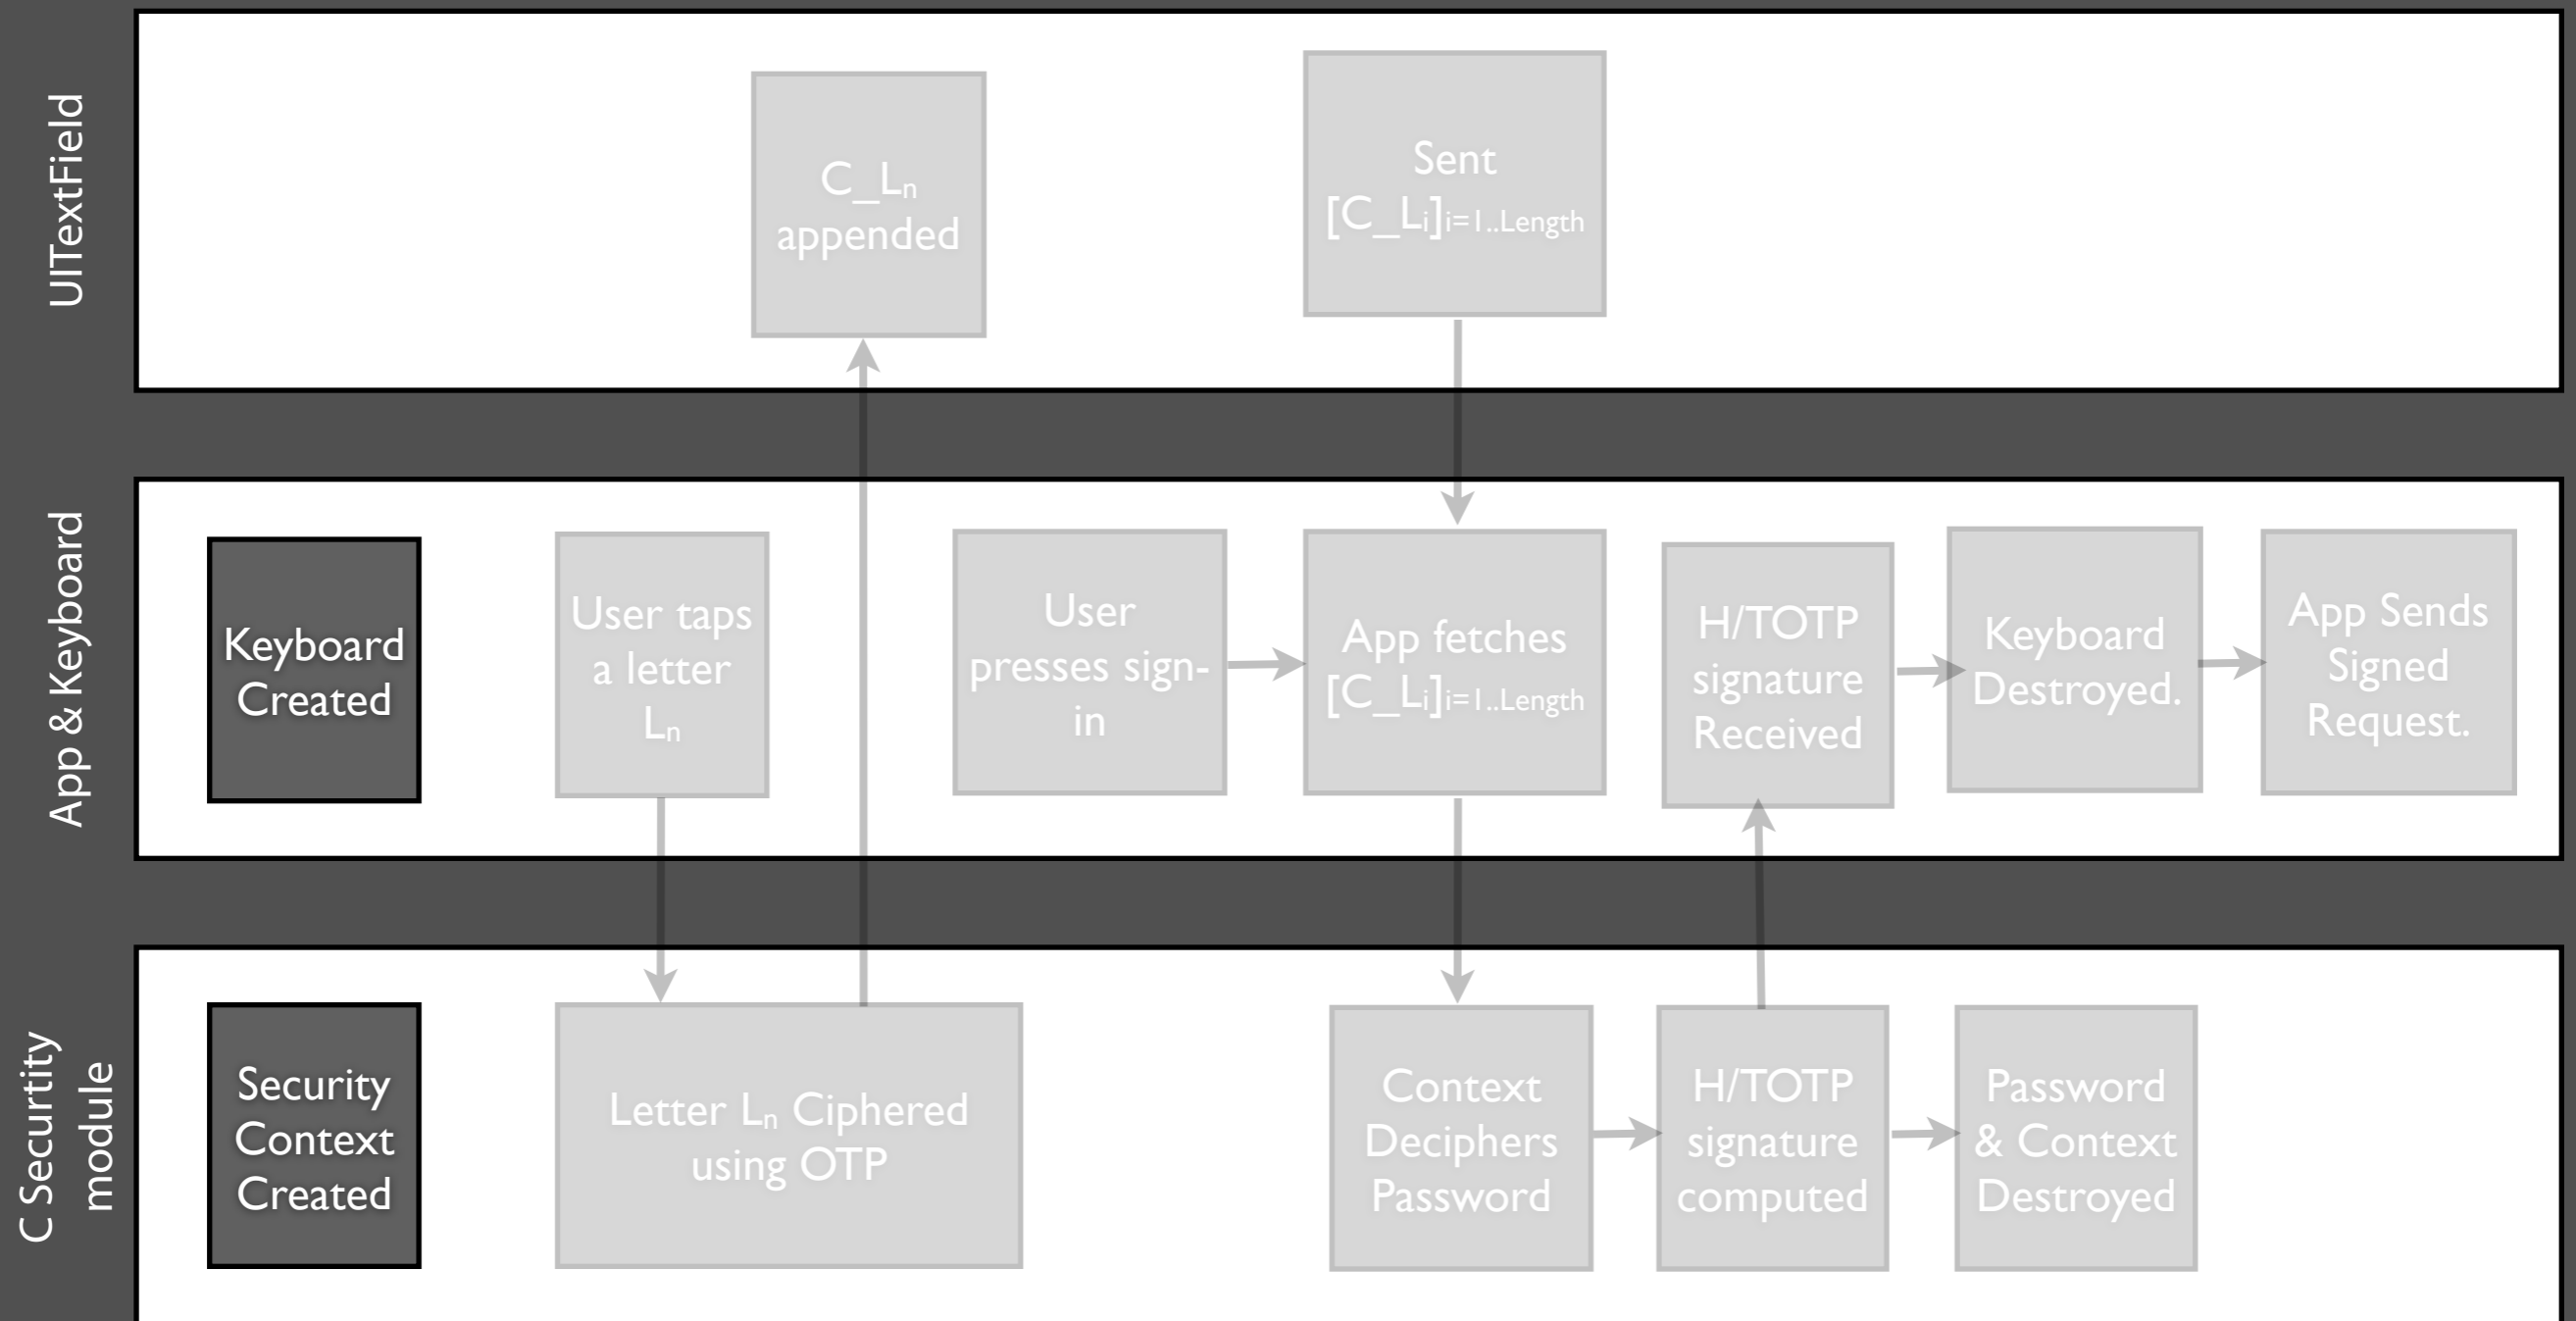 UITextField
C_Ln
appended
Sent
[C_Li]i=1..Length
App & Keyboard
Keyboard
Created
User taps
a letter
Ln
User
presses sign-
in
App fetches
[C_Li]i=1..Length
H/TOTP
signature
Received
Keyboard
Destroyed.
App Sends
Signed
Request.
C Securtity
module
Security
Context
Created
Letter Ln Ciphered
using OTP
Context
Deciphers
Password
H/TOTP
signature
computed
Password
& Context
Destroyed